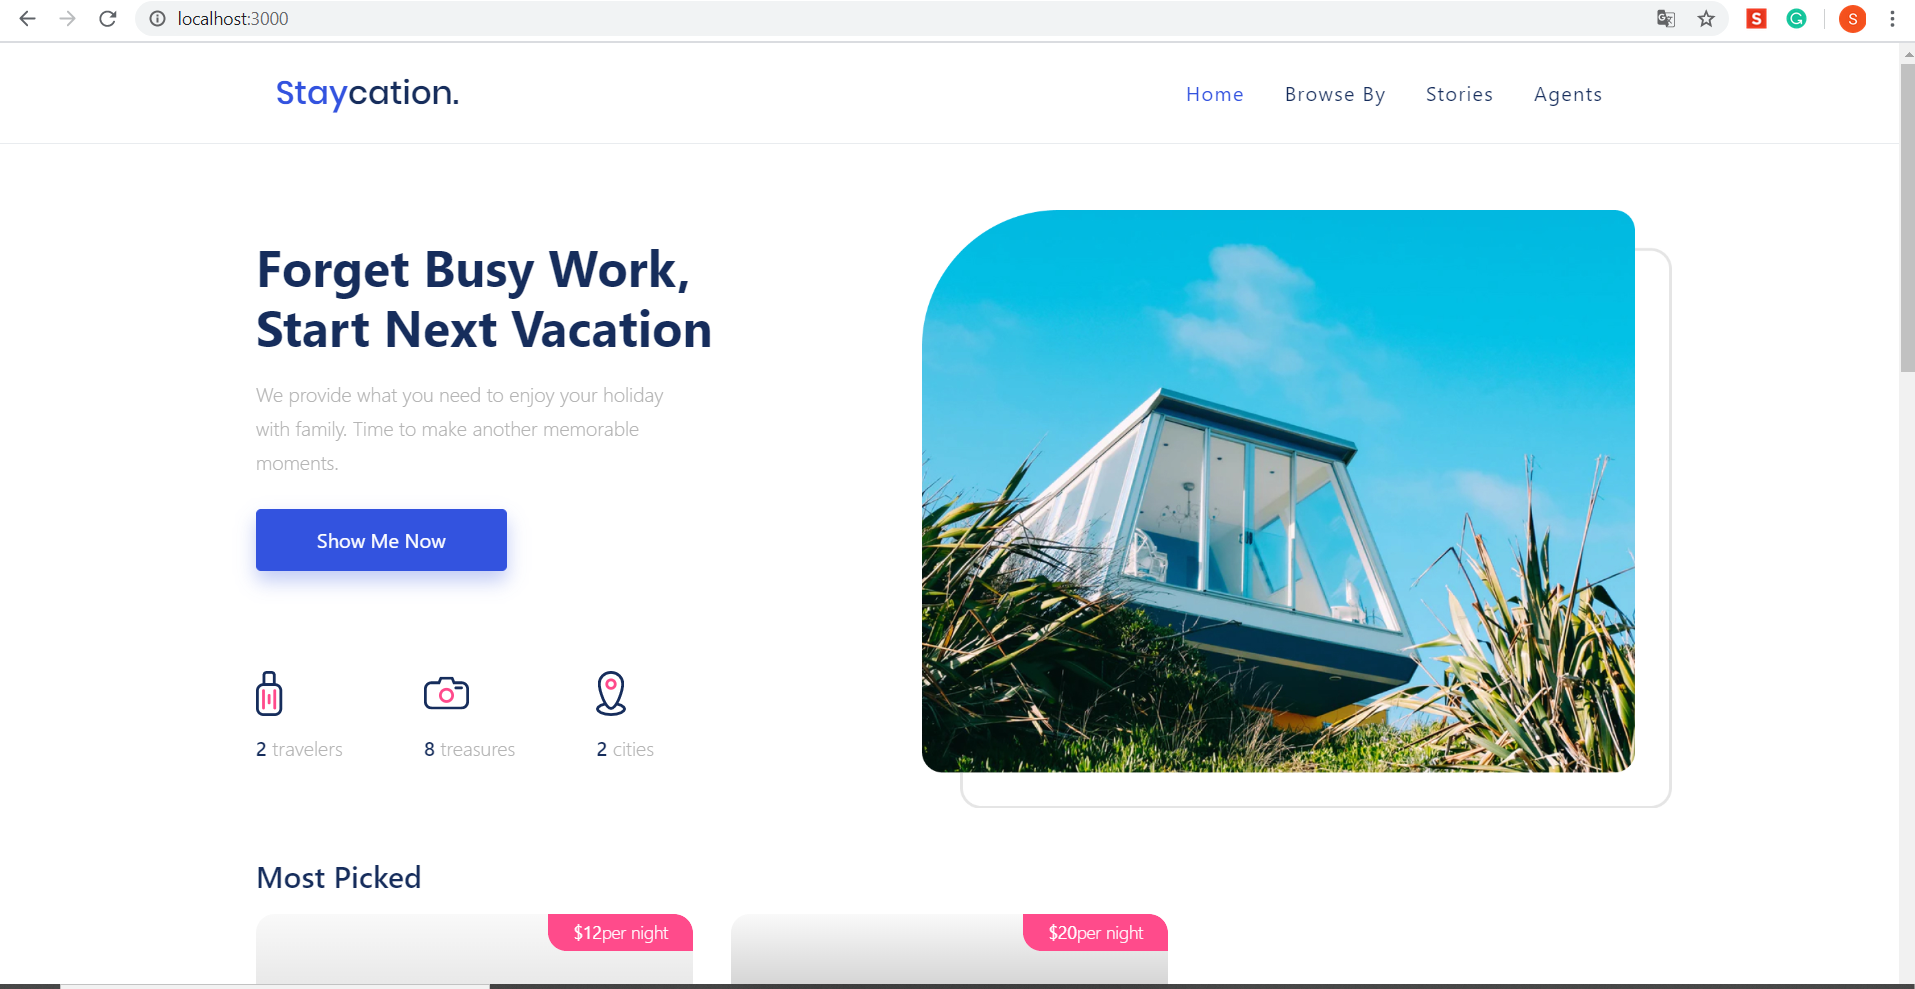 localhost:3000
S
S
Staycation.
Home Browse By Stories Agents
Forget Busy Work,
Start Next Vacation
We provide what you need to enjoy your holiday
with family. Time to make another memorable
moments.
Show Me Now
2 travelers 8 treasures 2 cities
Most Picked
$12per night $20per night